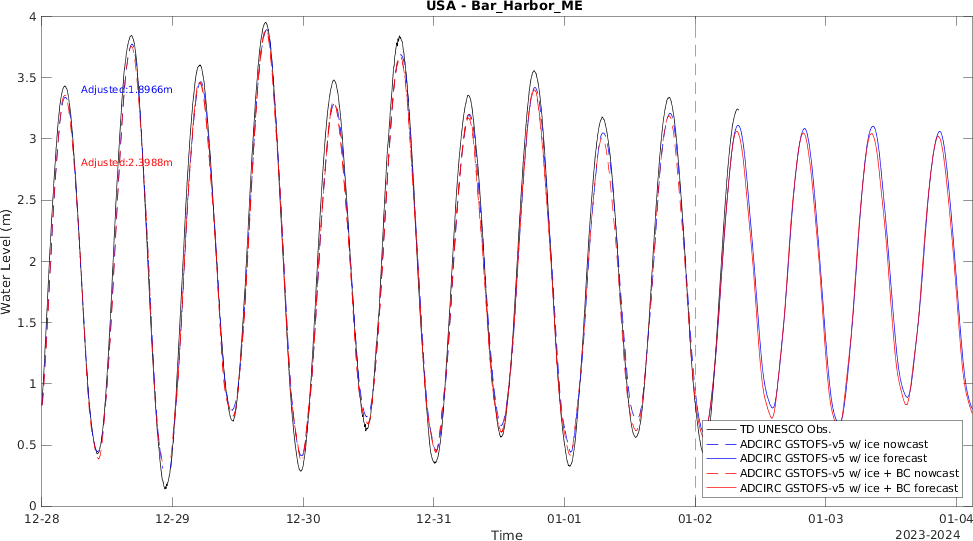 USA - Bar_Harbor_ME
4
3.5
3
2.5
2
1.5
1
0.5
0
Water Level (m)
Adjusted:1.8966m
Adjusted:2.3988m
TD UNESCO Obs.
ADCIRC GSTOFS-v5 w/ ice nowcast
ADCIRC GSTOFS-v5 w/ ice forecast
ADCIRC GSTOFS-v5 w/ ice + BC nowcast
ADCIRC GSTOFS-v5 w/ ice + BC forecast
12-28 12-29 12-30 12-31 01-01 01-02 01-03 01-04
Time
2023-2024